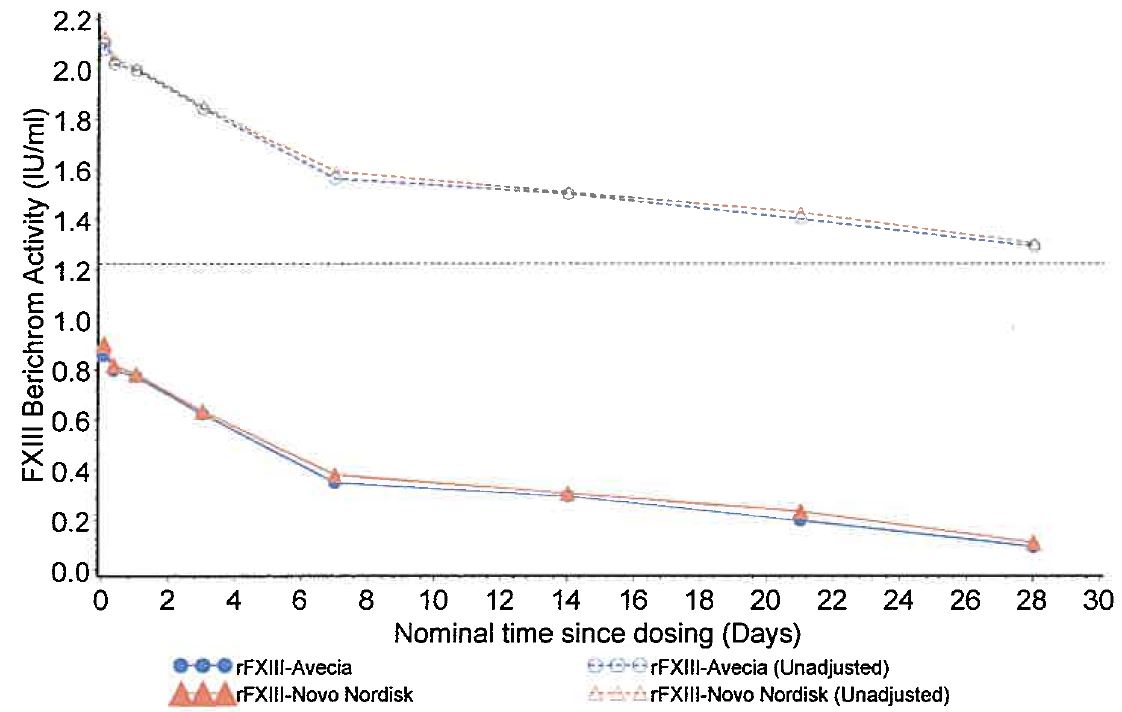 2.2
2.0
1.8
1.6
1.4
1.2
1.0
0.8
0.6
0.4
0.2
0.0
FXIII Berichrom Activity (IU/ml)
0 2 4 6 8 10 12 14 16 18 20 22 24 26 28 30
Nominal time since dosing (Days)
rFXIII-Avecia
rFXIII-Avecia (Unadjusted)
rFXIII-Novo Nordisk
rFXIII-Novo Nordisk (Unadjusted)